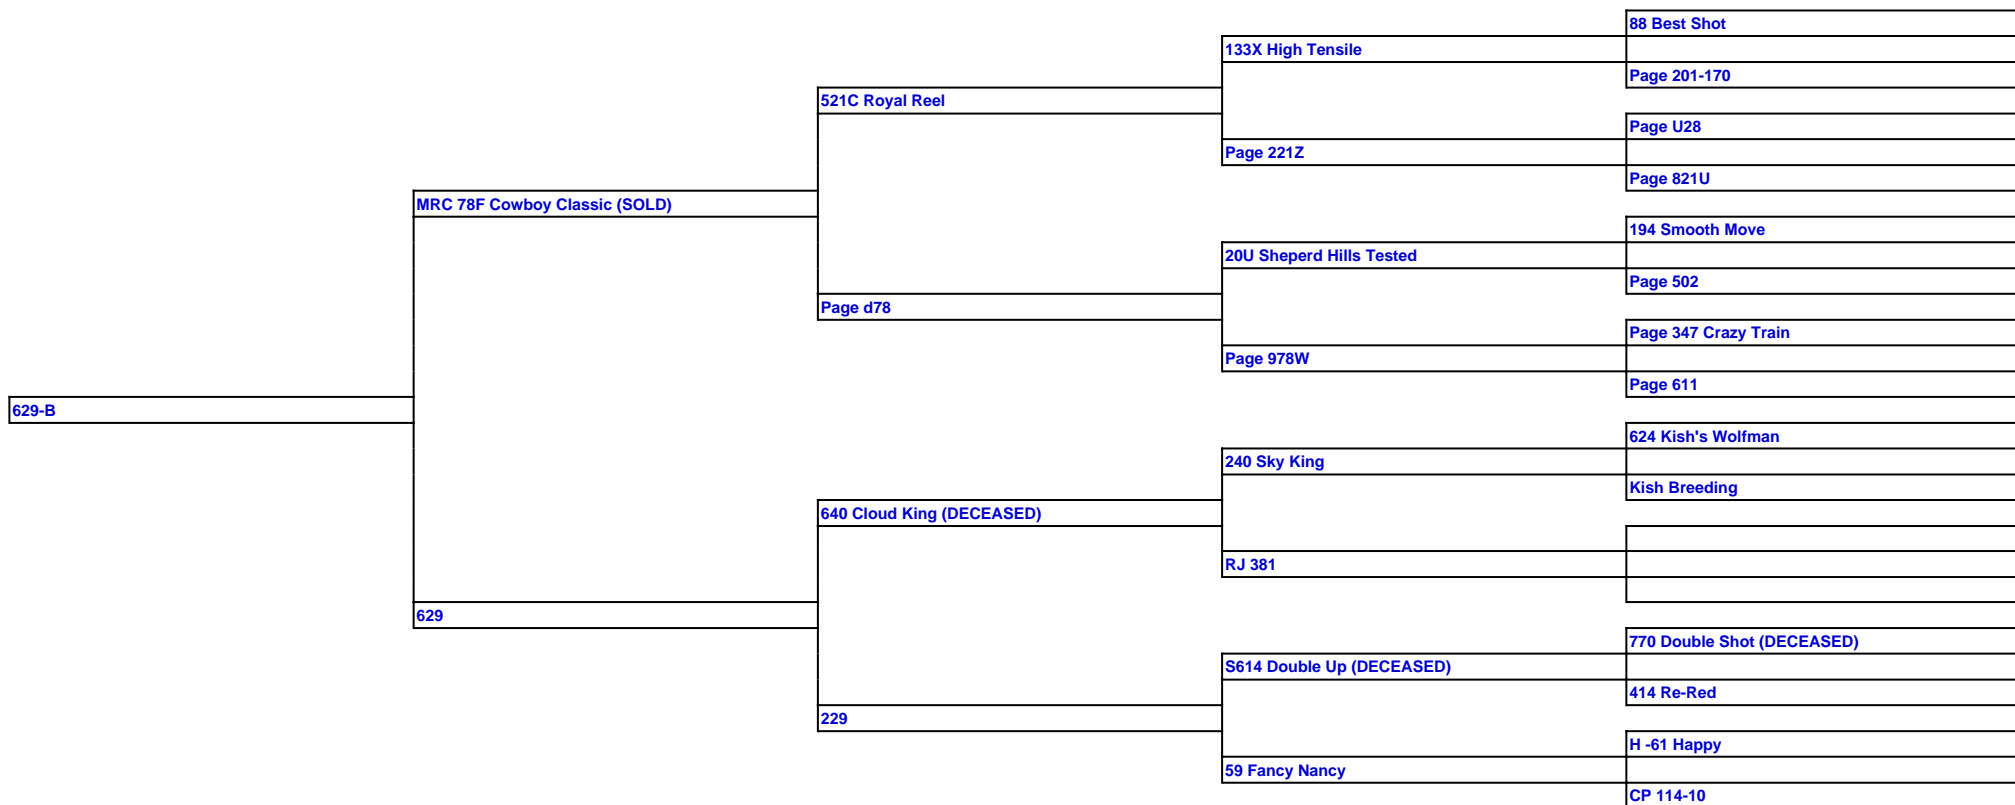 88 Best Shot
133X High Tensile
Page 201-170
521C Royal Reel
Page U28
Page 221Z
Page 821U
MRC 78F Cowboy Classic (SOLD)
194 Smooth Move
20U Sheperd Hills Tested
Page 502
Page d78
Page 347 Crazy Train
Page 978W
Page 611
629-B
624 Kish's Wolfman
240 Sky King
Kish Breeding
640 Cloud King (DECEASED)
RJ 381
629
770 Double Shot (DECEASED)
S614 Double Up (DECEASED)
414 Re-Red
229
H -61 Happy
59 Fancy Nancy
CP 114-10